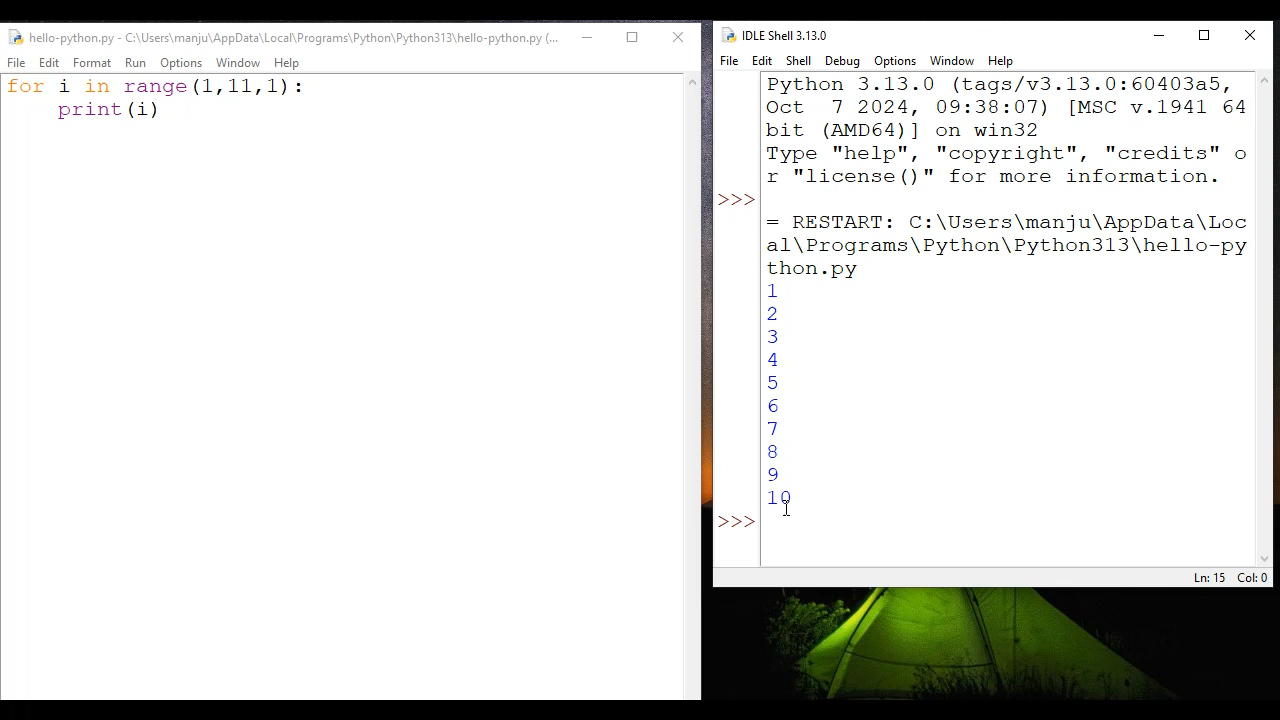 hello-python.py - C:\Users\manju\AppData\Local\Programs\Python\Python313\hello-python.py (...
File Edit Format Run Options Window Help
for i in range(1,11,1):
    print(i)
IDLE Shell 3.13.0
File Edit Shell Debug Options Window Help
Python 3.13.0 (tags/v3.13.0:60403a5,
Oct  7 2024, 09:38:07) [MSC v.1941 64
bit (AMD64)] on win32
Type "help", "copyright", "credits" o
r "license()" for more information.
>>>
= RESTART: C:\Users\manju\AppData\Loc
al\Programs\Python\Python313\hello-py
thon.py
1
2
3
4
5
6
7
8
9
10
>>>
Ln: 15 Col: 0